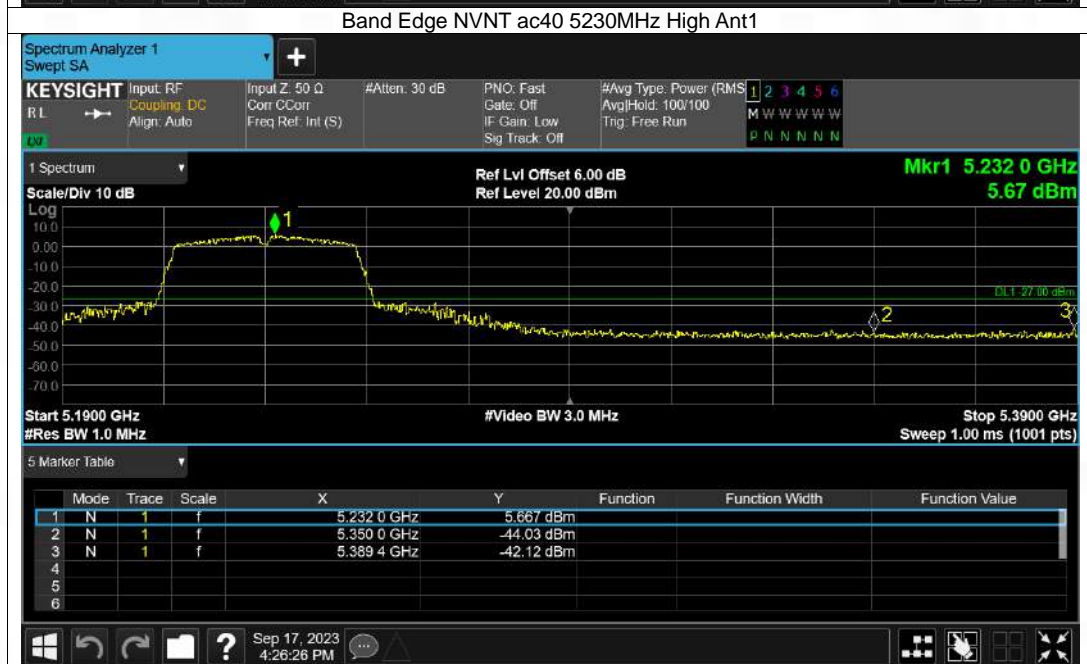 Band Edge NVNT ac40 5230MHz High Ant1
Spectrum Analyzer 1
Swept SA
+
KEYSIGHT Input: RF Input Z: 50 Ω #Atten: 30 dB PNO: Fast #Avg Type: Power (RMS 1 2 3 4 5 6
RL Coupling: DC Corr CCorr Gate: Off Avg|Hold: 100/100 M W W W W W
Align: Auto Freq Ref: Int (S) IF Gain: Low Trig: Free Run
LXI Sig Track: Off P N N N N N
1 Spectrum Ref Lvl Offset 6.00 dB Mkr1 5.232 0 GHz
Scale/Div 10 dB Ref Level 20.00 dBm 5.67 dBm
Log
10.0
1
0.00
-10.0
-20.0
DL1 -27.00 dBm
-30.0
2
3
-40.0
-50.0
-60.0
-70.0
Start 5.1900 GHz #Video BW 3.0 MHz Stop 5.3900 GHz
#Res BW 1.0 MHz Sweep 1.00 ms (1001 pts)
5 Marker Table
Mode Trace Scale X Y Function Function Width Function Value
1 N 1 f 5.232 0 GHz 5.667 dBm
2 N 1 f 5.350 0 GHz -44.03 dBm
3 N 1 f 5.389 4 GHz -42.12 dBm
4
5
6
? Sep 17, 2023
4:26:26 PM